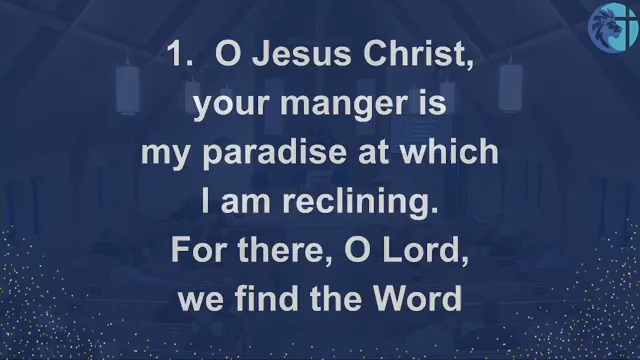 1. O Jesus Christ,
your manger is
my paradise at which
I am reclining.
For there, O Lord,
we find the Word